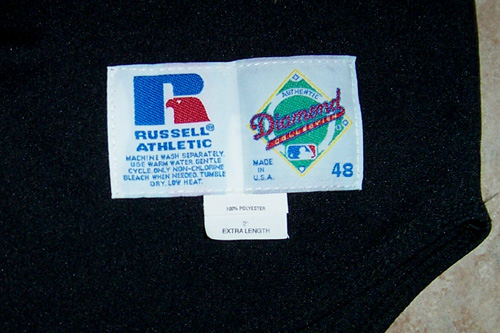 RUSSELL®
ATHLETIC
MACHINE WASH SEPARATELY.
USE WARM WATER, GENTLE
CYCLE. ONLY NON-CHLORINE
BLEACH WHEN NEEDED. TUMBLE
DRY, LOW HEAT.
AUTHENTIC
Diamond
COLLECTION
MADE
IN
U.S.A.
48
100% POLYESTER
2"
EXTRA LENGTH